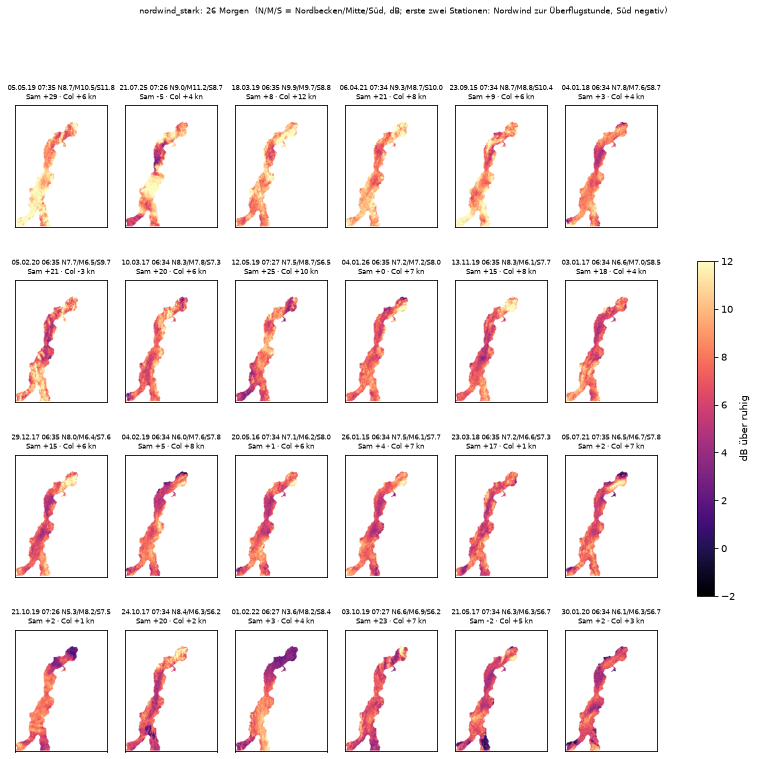 nordwind_stark: 26 Morgen (N/M/S = Nordbecken/Mitte/Süd, dB; erste zwei Stationen: Nordwind zur Überflugstunde, Süd negativ)
05.05.19 07:35 N8.7/M10.5/S11.8
Sam +29 · Col +6 kn
21.07.25 07:26 N9.0/M11.2/S8.7
Sam -5 · Col +4 kn
18.03.19 06:35 N9.9/M9.7/S8.8
Sam +8 · Col +12 kn
06.04.21 07:34 N9.3/M8.7/S10.0
Sam +21 · Col +8 kn
23.09.15 07:34 N8.7/M8.8/S10.4
Sam +9 · Col +6 kn
04.01.18 06:34 N7.8/M7.6/S8.7
Sam +3 · Col +4 kn
05.02.20 06:35 N7.7/M6.5/S9.7
Sam +21 · Col -3 kn
10.03.17 06:34 N8.3/M7.8/S7.3
Sam +20 · Col +6 kn
12.05.19 07:27 N7.5/M8.7/S6.5
Sam +25 · Col +10 kn
04.01.26 06:35 N7.2/M7.2/S8.0
Sam +0 · Col +7 kn
13.11.19 06:35 N8.3/M6.1/S7.7
Sam +15 · Col +8 kn
03.01.17 06:34 N6.6/M7.0/S8.5
Sam +18 · Col +4 kn
29.12.17 06:35 N8.0/M6.4/S7.6
Sam +15 · Col +6 kn
04.02.19 06:35 N6.0/M7.6/S7.8
Sam +5 · Col +8 kn
20.05.16 07:34 N7.1/M6.2/S8.0
Sam +1 · Col +6 kn
26.01.15 06:34 N7.5/M6.1/S7.7
Sam +4 · Col +7 kn
23.03.18 06:35 N7.2/M6.6/S7.3
Sam +17 · Col +1 kn
05.07.21 07:35 N6.5/M6.7/S7.8
Sam +2 · Col +7 kn
21.10.19 07:26 N5.3/M8.2/S7.5
Sam +2 · Col +1 kn
24.10.17 07:34 N8.4/M6.3/S6.2
Sam +20 · Col +2 kn
01.02.22 06:27 N3.6/M8.2/S8.4
Sam +3 · Col +4 kn
03.10.19 07:27 N6.6/M6.9/S6.2
Sam +23 · Col +7 kn
21.05.17 07:34 N6.3/M6.3/S6.7
Sam -2 · Col +5 kn
30.01.20 06:34 N6.1/M6.3/S6.7
Sam +2 · Col +3 kn
12
10
8
6
4
2
0
−2
dB über ruhig